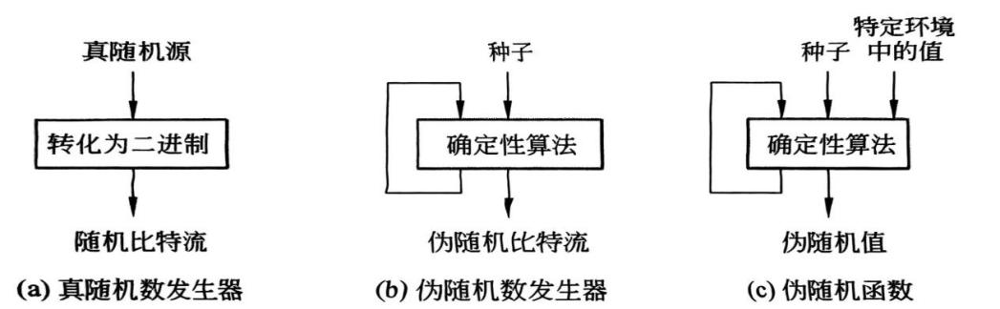 真随机源
转化为二进制
随机比特流
(a) 真随机数发生器
种子
确定性算法
伪随机比特流
(b) 伪随机数发生器
种子
特定环境
中的值
确定性算法
伪随机值
(c) 伪随机函数